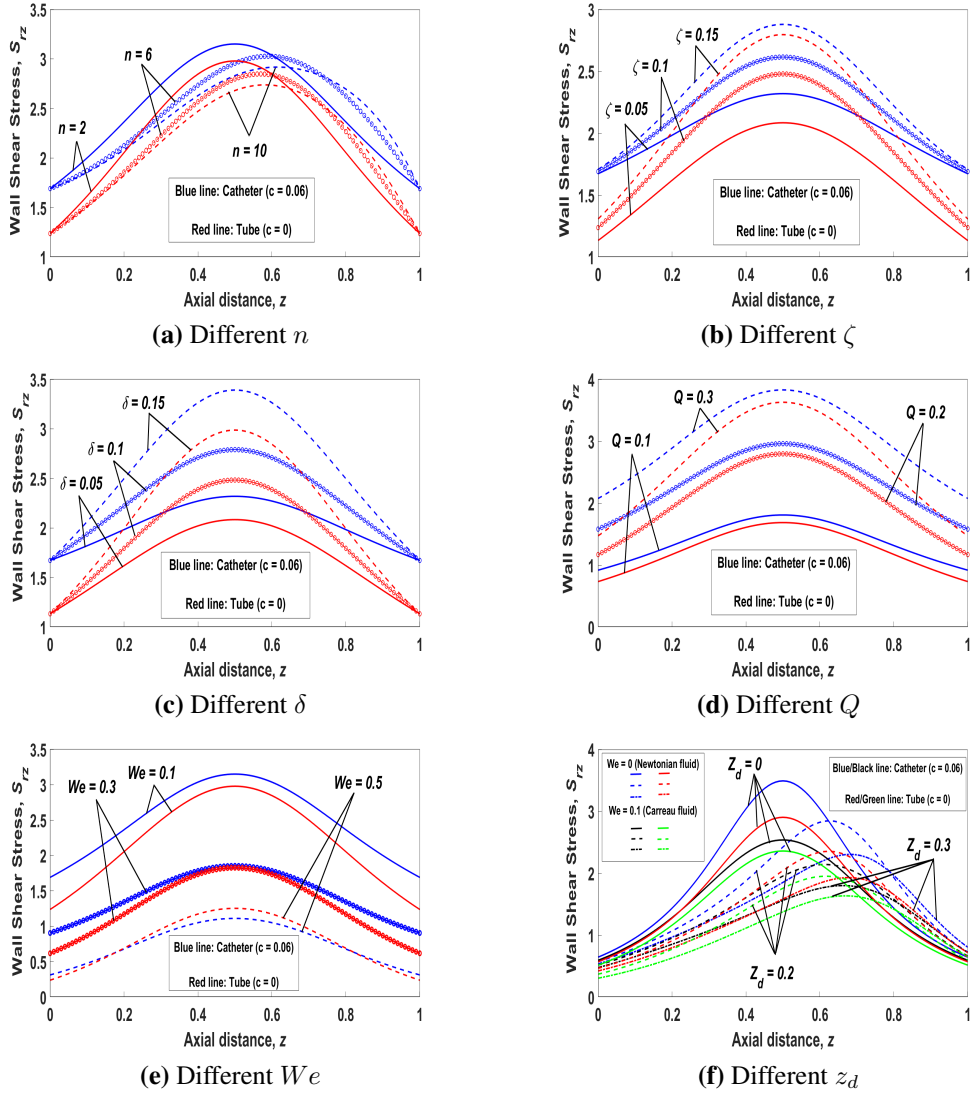 Wall Shear Stress, S_rz
3.5
3
2.5
2
1.5
1
n = 6
n = 2
n = 10
Blue line: Catheter (c = 0.06)
Red line: Tube (c = 0)
0 0.2 0.4 0.6 0.8 1
Axial distance, z
(a) Different n
Wall Shear Stress, S_rz
3
2.5
2
1.5
1
ζ = 0.15
ζ = 0.1
ζ = 0.05
Blue line: Catheter (c = 0.06)
Red line: Tube (c = 0)
0 0.2 0.4 0.6 0.8 1
Axial distance, z
(b) Different ζ
Wall Shear Stress, S_rz
3.5
3
2.5
2
1.5
1
δ = 0.15
δ = 0.1
δ = 0.05
Blue line: Catheter (c = 0.06)
Red line: Tube (c = 0)
0 0.2 0.4 0.6 0.8 1
Axial distance, z
(c) Different δ
Wall Shear Stress, S_rz
4
3
2
1
0
Q = 0.3
Q = 0.2
Q = 0.1
Blue line: Catheter (c = 0.06)
Red line: Tube (c = 0)
0 0.2 0.4 0.6 0.8 1
Axial distance, z
(d) Different Q
Wall Shear Stress, S_rz
3.5
3
2.5
2
1.5
1
0.5
0
We = 0.3
We = 0.1
We = 0.5
Blue line: Catheter (c = 0.06)
Red line: Tube (c = 0)
0 0.2 0.4 0.6 0.8 1
Axial distance, z
(e) Different We
Wall Shear Stress, S_rz
4
3
2
1
0
We = 0 (Newtonian fluid)
We = 0.1 (Carreau fluid)
Z_d = 0
Blue/Black line: Catheter (c = 0.06)
Red/Green line: Tube (c = 0)
Z_d = 0.3
Z_d = 0.2
0 0.2 0.4 0.6 0.8 1
Axial distance, z
(f) Different z_d